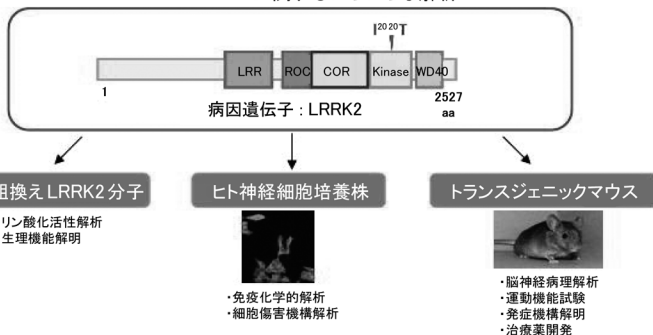 I2020T
LRR ROC COR Kinase WD40
1
2527
aa
病因遺伝子：LRRK2
組換えLRRK2分子
ヒト神経細胞培養株
トランスジェニックマウス
リン酸化活性解析
生理機能解明
・免疫化学的解析
・細胞傷害機構解析
・脳神経病理解析
・運動機能試験
・発症機構解明
・治療薬開発